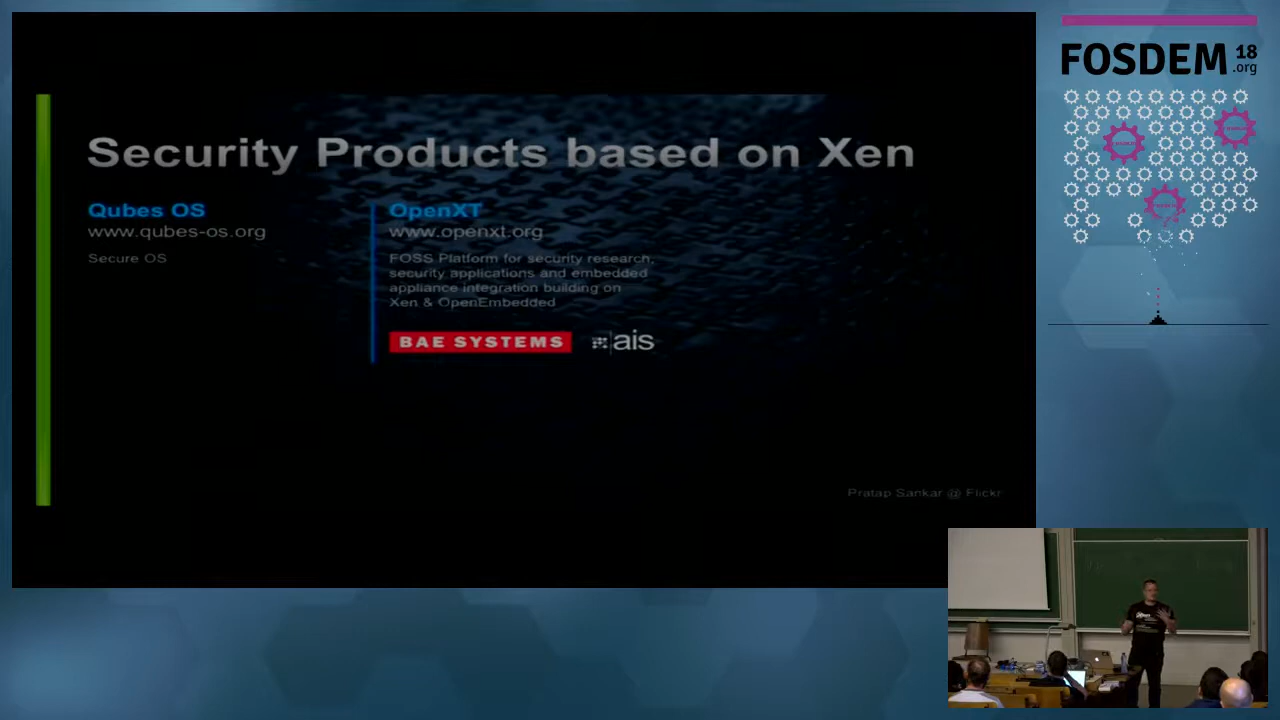 Security Products based on Xen
Qubes OS
www.qubes-os.org
Secure OS
OpenXT
www.openxt.org
FOSS Platform for security research,
security applications and embedded
appliance integration building on
Xen & OpenEmbedded
BAE SYSTEMS
ais
Pratap Sankar @ Flickr
FOSDEM 18
.org